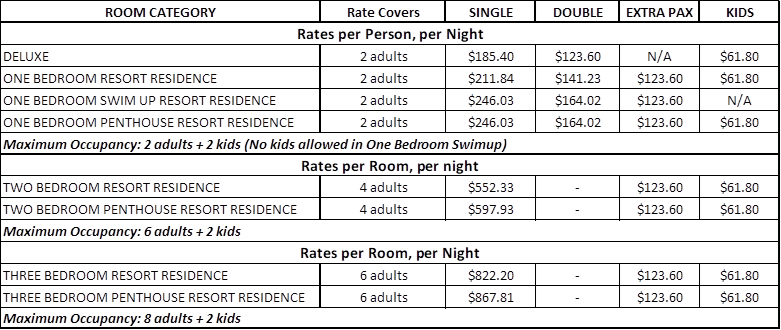 ROOM CATEGORY Rate Covers SINGLE DOUBLE EXTRA PAX KIDS
Rates per Person, per Night
DELUXE 2 adults $185.40 $123.60 N/A $61.80
ONE BEDROOM RESORT RESIDENCE 2 adults $211.84 $141.23 $123.60 $61.80
ONE BEDROOM SWIM UP RESORT RESIDENCE 2 adults $246.03 $164.02 $123.60 N/A
ONE BEDROOM PENTHOUSE RESORT RESIDENCE 2 adults $246.03 $164.02 $123.60 $61.80
Maximum Occupancy: 2 adults + 2 kids (No kids allowed in One Bedroom Swimup)
Rates per Room, per night
TWO BEDROOM RESORT RESIDENCE 4 adults $552.33 - $123.60 $61.80
TWO BEDROOM PENTHOUSE RESORT RESIDENCE 4 adults $597.93 - $123.60 $61.80
Maximum Occupancy: 6 adults + 2 kids
Rates per Room, per Night
THREE BEDROOM RESORT RESIDENCE 6 adults $822.20 - $123.60 $61.80
THREE BEDROOM PENTHOUSE RESORT RESIDENCE 6 adults $867.81 - $123.60 $61.80
Maximum Occupancy: 8 adults + 2 kids